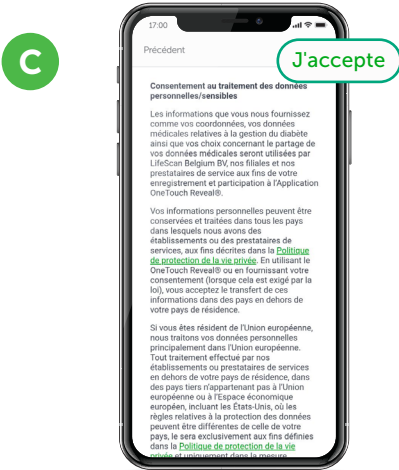 C
17:00
Précédent
J'accepte
Consentement au traitement des données
personnelles/sensibles
Les informations que vous nous fournissez
comme vos coordonnées, vos données
médicales relatives à la gestion du diabète
ainsi que vos choix concernant le partage de
vos données médicales seront utilisées par
LifeScan Belgium BV, nos filiales et nos
prestataires de service aux fins de votre
enregistrement et participation à l'Application
OneTouch Reveal®.
Vos informations personnelles peuvent être
conservées et traitées dans tous les pays
dans lesquels nous avons des
établissements ou des prestataires de
services, aux fins décrites dans la Politique
de protection de la vie privée. En utilisant le
OneTouch Reveal® ou en fournissant votre
consentement (lorsque cela est exigé par la
loi), vous acceptez le transfert de ces
informations dans des pays en dehors de
votre pays de résidence.
Si vous êtes résident de l'Union européenne,
nous traitons vos données personnelles
principalement dans l'Union européenne.
Tout traitement effectué par nos
établissements ou prestataires de services
en dehors de votre pays de résidence, dans
des pays tiers n'appartenant pas à l'Union
européenne ou à l'Espace économique
européen, incluant les États-Unis, où les
règles relatives à la protection des données
peuvent être différentes de celle de votre
pays, le sera exclusivement aux fins définies
dans la Politique de protection de la vie
privée et uniquement dans la mesure